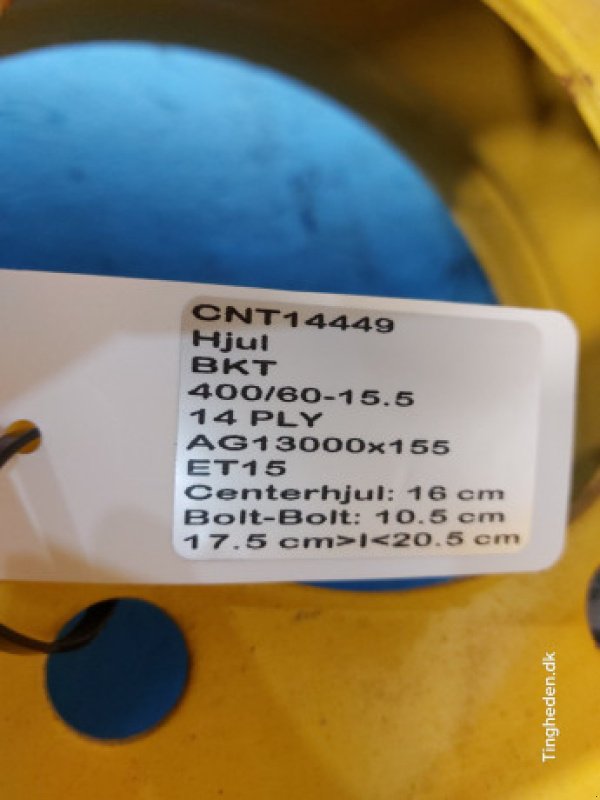 CNT14449
Hjul
BKT
400/60-15.5
14 PLY
AG13000x155
ET15
Centerhjul: 16 cm
Bolt-Bolt: 10.5 cm
17.5 cm>I<20.5 cm
Tingheden.dk